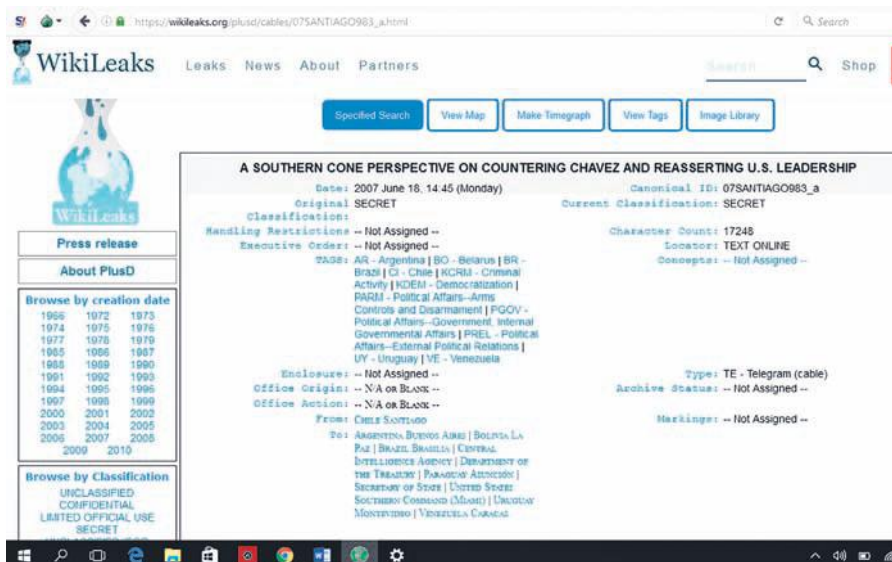 https://wikileaks.org/plusd/cables/07SANTIAGO983_a.html
Search
WikiLeaks
Leaks News About Partners
Search
Shop
Specified Search
View Map
Make Timegraph
View Tags
Image Library
WikiLeaks
Press release
About PlusD
Browse by creation date
1966 1972 1973
1974 1975 1976
1977 1978 1979
1985 1986 1987
1988 1989 1990
1991 1992 1993
1994 1995 1996
1997 1998 1999
2000 2001 2002
2003 2004 2005
2006 2007 2008
2009 2010
Browse by Classification
UNCLASSIFIED
CONFIDENTIAL
LIMITED OFFICIAL USE
SECRET
A SOUTHERN CONE PERSPECTIVE ON COUNTERING CHAVEZ AND REASSERTING U.S. LEADERSHIP
Date: 2007 June 18, 14:45 (Monday)
Canonical ID: 07SANTIAGO983_a
Original Classification: SECRET
Current Classification: SECRET
Handling Restrictions -- Not Assigned --
Character Count: 17248
Executive Order: -- Not Assigned --
Locator: TEXT ONLINE
TAGS: AR - Argentina | BO - Belarus | BR -
Brazil | CI - Chile | KCRM - Criminal
Activity | KDEM - Democratization |
PARM - Political Affairs--Arms
Controls and Disarmament | PGOV -
Political Affairs--Government, Internal
Governmental Affairs | PREL - Political
Affairs--External Political Relations |
UY - Uruguay | VE - Venezuela
Concepts: -- Not Assigned --
Enclosure: -- Not Assigned --
Type: TE - Telegram (cable)
Office Origin: -- N/A OR BLANK --
Archive Status: -- Not Assigned --
Office Action: -- N/A OR BLANK --
From: CHILE SANTIAGO
Markings: -- Not Assigned --
To: ARGENTINA BUENOS AIRES | BOLIVIA LA
PAZ | BRAZIL BRASILIA | CENTRAL
INTELLIGENCE AGENCY | DEPARTMENT OF
THE TREASURY | PARAGUAY ASUNCION |
SECRETARY OF STATE | UNITED STATES
SOUTHERN COMMAND (MIAMI) | URUGUAY
MONTEVIDEO | VENEZUELA CARACAS